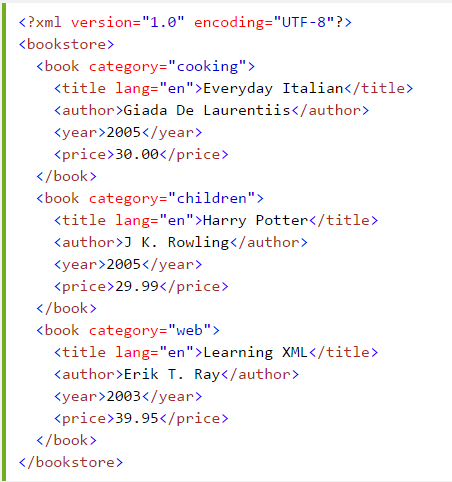 <?xml version="1.0" encoding="UTF-8"?>
<bookstore>
  <book category="cooking">
    <title lang="en">Everyday Italian</title>
    <author>Giada De Laurentiis</author>
    <year>2005</year>
    <price>30.00</price>
  </book>
  <book category="children">
    <title lang="en">Harry Potter</title>
    <author>J K. Rowling</author>
    <year>2005</year>
    <price>29.99</price>
  </book>
  <book category="web">
    <title lang="en">Learning XML</title>
    <author>Erik T. Ray</author>
    <year>2003</year>
    <price>39.95</price>
  </book>
</bookstore>